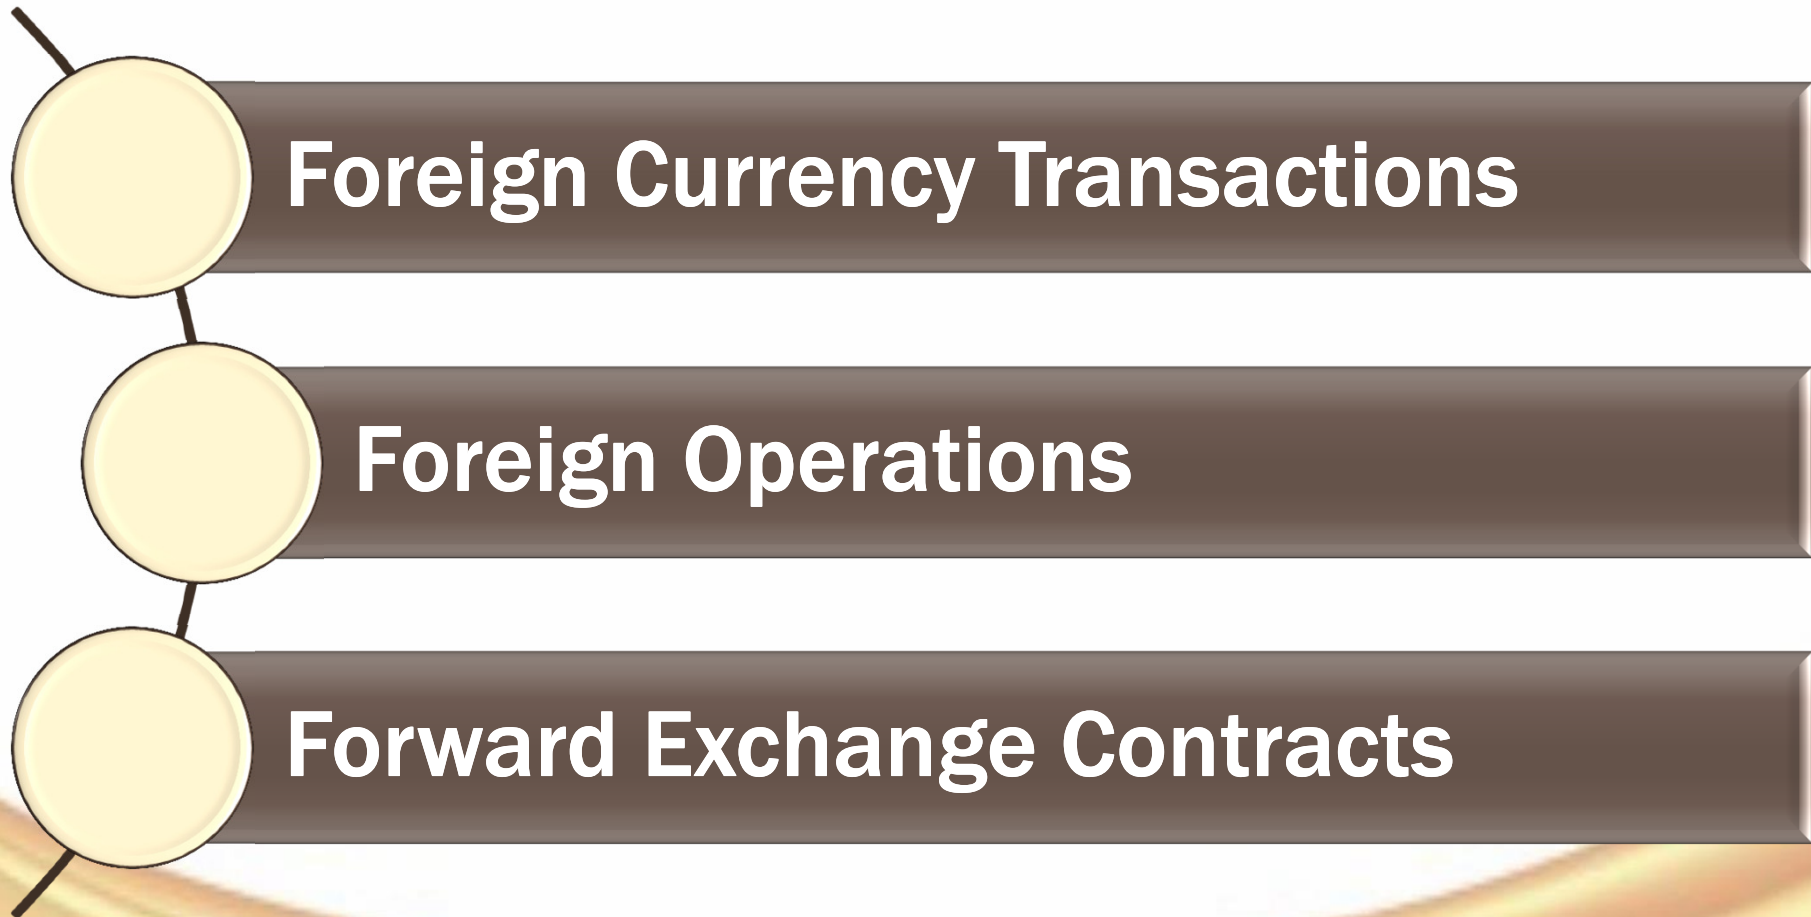 Foreign Currency Transactions
Foreign Operations
Forward Exchange Contracts